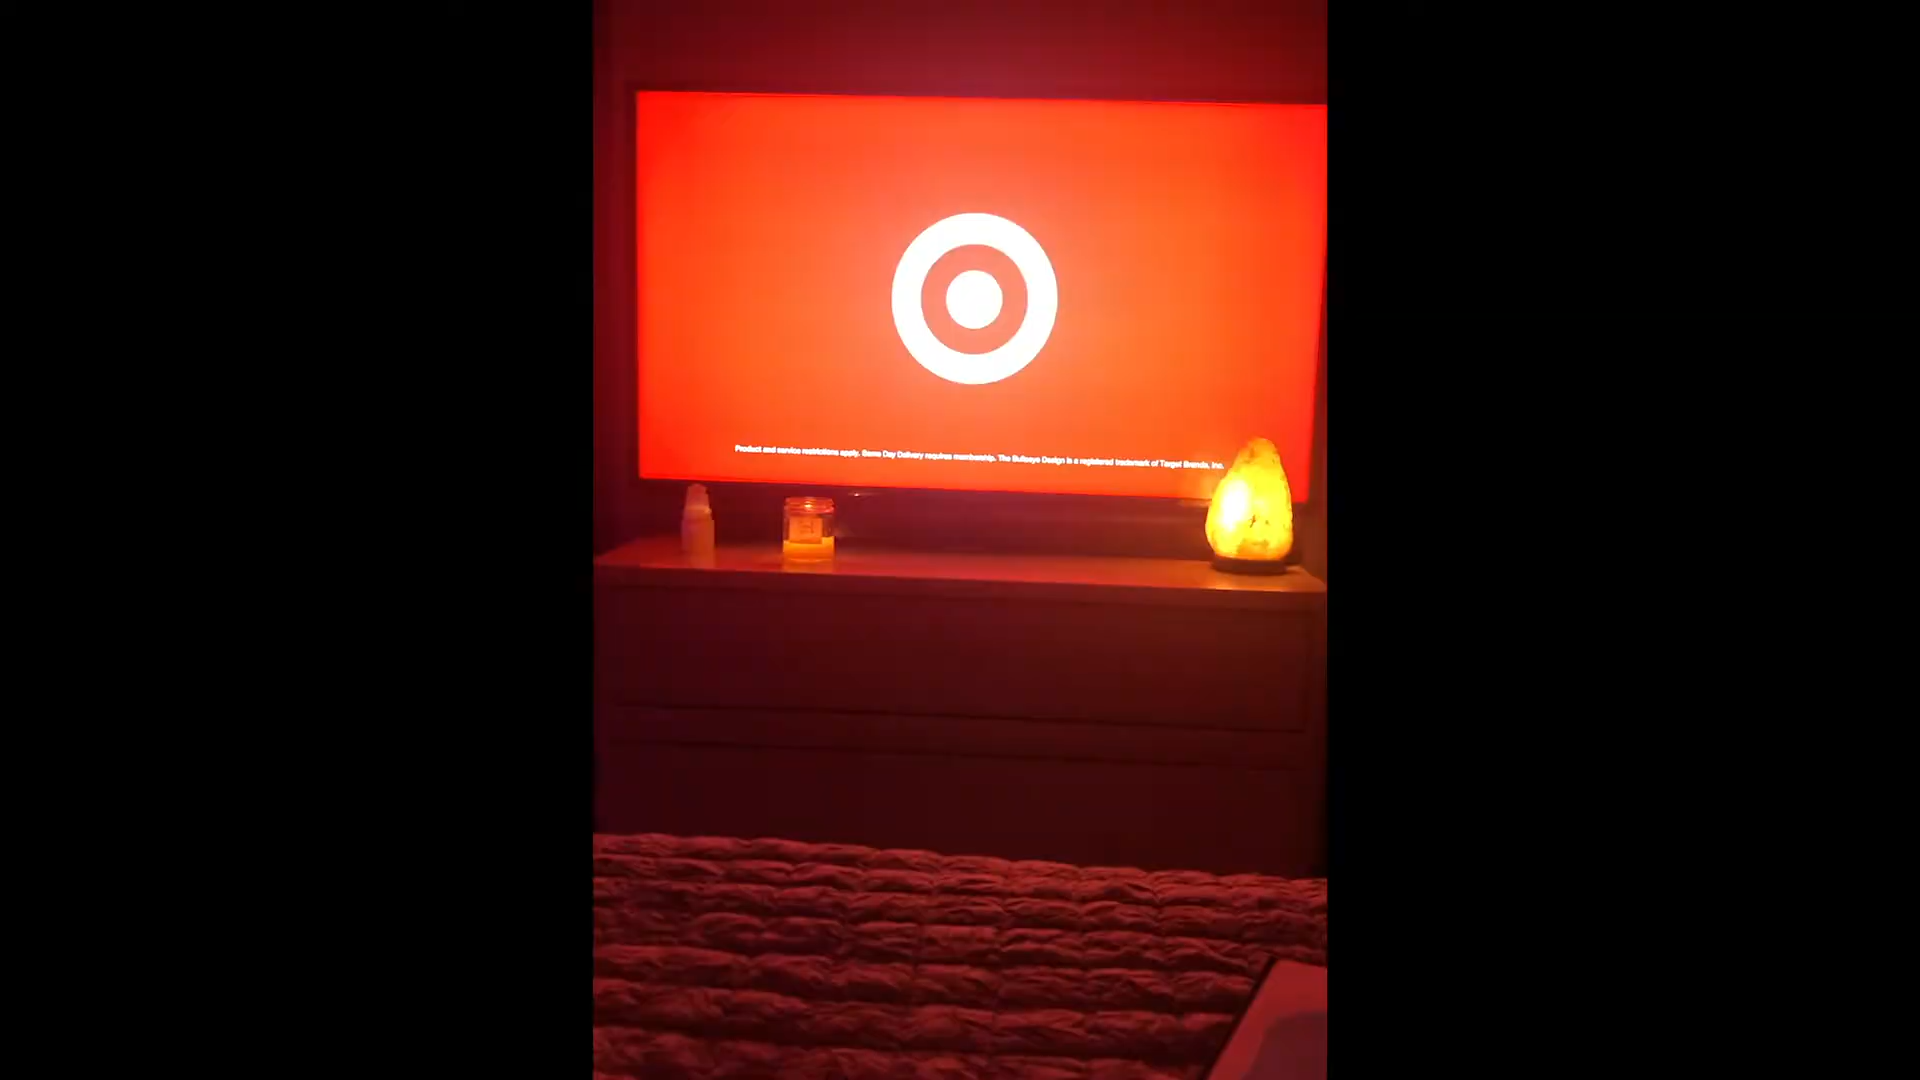 Product and service restrictions apply. Same Day Delivery requires membership. The Bullseye Design is a registered trademark of Target Brands, Inc.